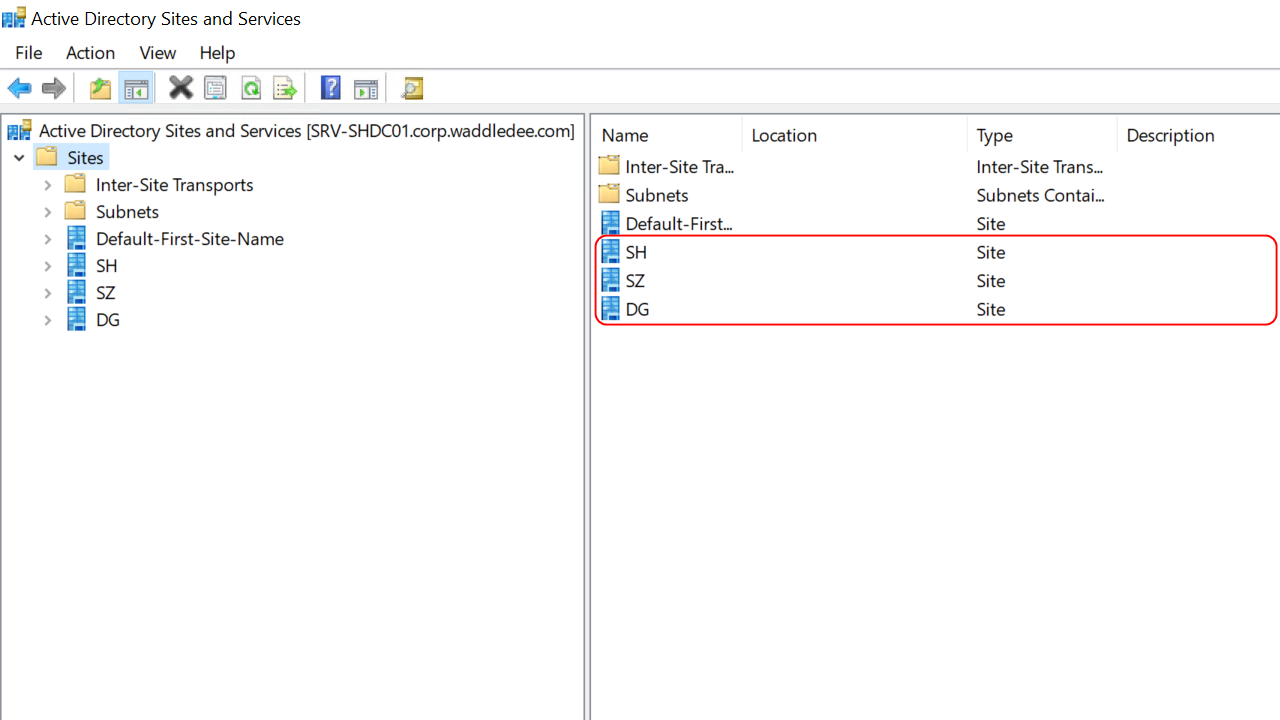 Active Directory Sites and Services
File Action View Help
Active Directory Sites and Services [SRV-SHDC01.corp.waddledee.com]
Sites
Inter-Site Transports
Subnets
Default-First-Site-Name
SH
SZ
DG
Name Location Type Description
Inter-Site Tra... Inter-Site Trans...
Subnets Subnets Contai...
Default-First... Site
SH Site
SZ Site
DG Site